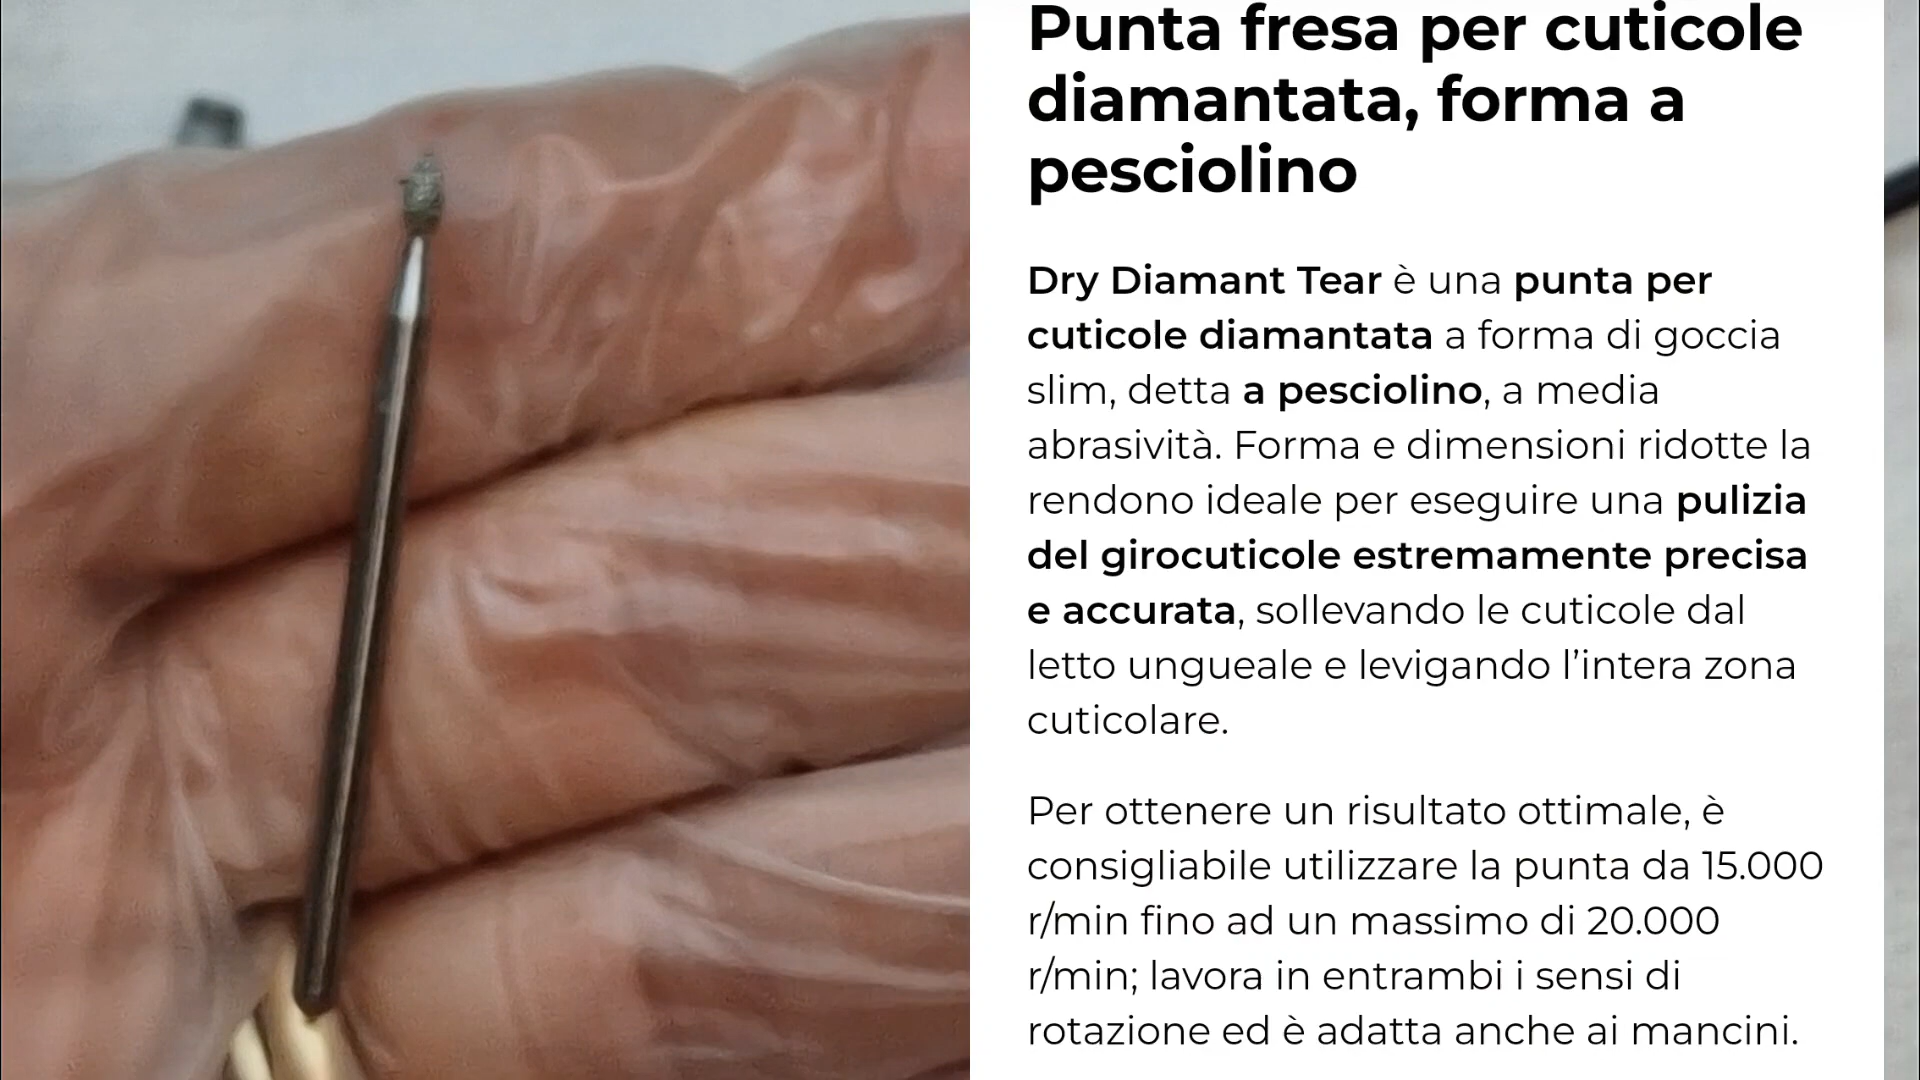 Punta fresa per cuticole
diamantata, forma a
pesciolino
Dry Diamant Tear è una punta per
cuticole diamantata a forma di goccia
slim, detta a pesciolino, a media
abrasività. Forma e dimensioni ridotte la
rendono ideale per eseguire una pulizia
del girocuticole estremamente precisa
e accurata, sollevando le cuticole dal
letto ungueale e levigando l’intera zona
cuticolare.
Per ottenere un risultato ottimale, è
consigliabile utilizzare la punta da 15.000
r/min fino ad un massimo di 20.000
r/min; lavora in entrambi i sensi di
rotazione ed è adatta anche ai mancini.